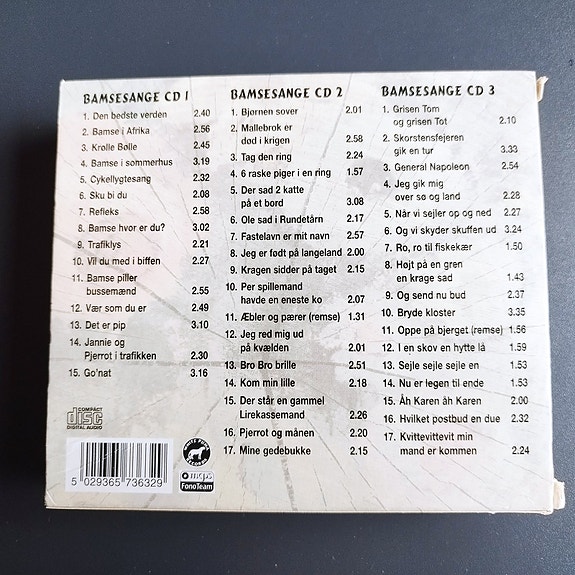 BAMSESANGE CD 1
1. Den bedste verden 2.40
2. Bamse i Afrika 2.56
3. Krolle Bølle 2.45
4. Bamse i sommerhus 3.19
5. Cykellygtesang 2.32
6. Sku bi du 2.08
7. Refleks 2.58
8. Bamse hvor er du? 3.02
9. Trafiklys 2.21
10. Vil du med i biffen 2.27
11. Bamse piller
bussemænd 2.55
12. Vær som du er 2.49
13. Det er pip 3.10
14. Jannie og
Pjerrot i trafikken 2.30
15. Go'nat 3.16
BAMSESANGE CD 2
1. Bjørnen sover 2.01
2. Mallebrok er
død i krigen 2.58
3. Tag den ring 2.24
4. 6 raske piger i en ring 1.57
5. Der sad 2 katte
på et bord 3.08
6. Ole sad i Rundetårn 2.17
7. Fastelavn er mit navn 2.57
8. Jeg er født på langeland 2.00
9. Kragen sidder på taget 2.15
10. Per spillemand
havde en eneste ko 2.07
11. Æbler og pærer (remse) 1.31
12. Jeg red mig ud
på kvælden 2.01
13. Bro Bro brille 2.51
14. Kom min lille 2.18
15. Der står en gammel
Lirekassemand 2.26
16. Pjerrot og månen 2.20
17. Mine gedebukke 2.15
BAMSESANGE CD 3
1. Grisen Tom
og grisen Tot 2.10
2. Skorstensfejeren
gik en tur 3.33
3. General Napoleon 2.54
4. Jeg gik mig
over sø og land 2.28
5. Når vi sejler op og ned 2.27
6. Og vi skyder skuffen ud 3.24
7. Ro, ro til fiskekær 1.50
8. Højt på en gren
en krage sad 1.43
9. Og send nu bud 2.37
10. Bryde kloster 3.35
11. Oppe på bjerget (remse) 1.56
12. I en skov en hytte lå 1.59
13. Sejle sejle sejle en 1.53
14. Nu er legen til ende 1.53
15. Åh Karen åh Karen 2.00
16. Hvilket postbud en due 2.32
17. Kvittevittevit min
mand er kommen 2.24
COMPACT
disc
DIGITAL AUDIO
5 029365 736329
mcps
FonoTeam